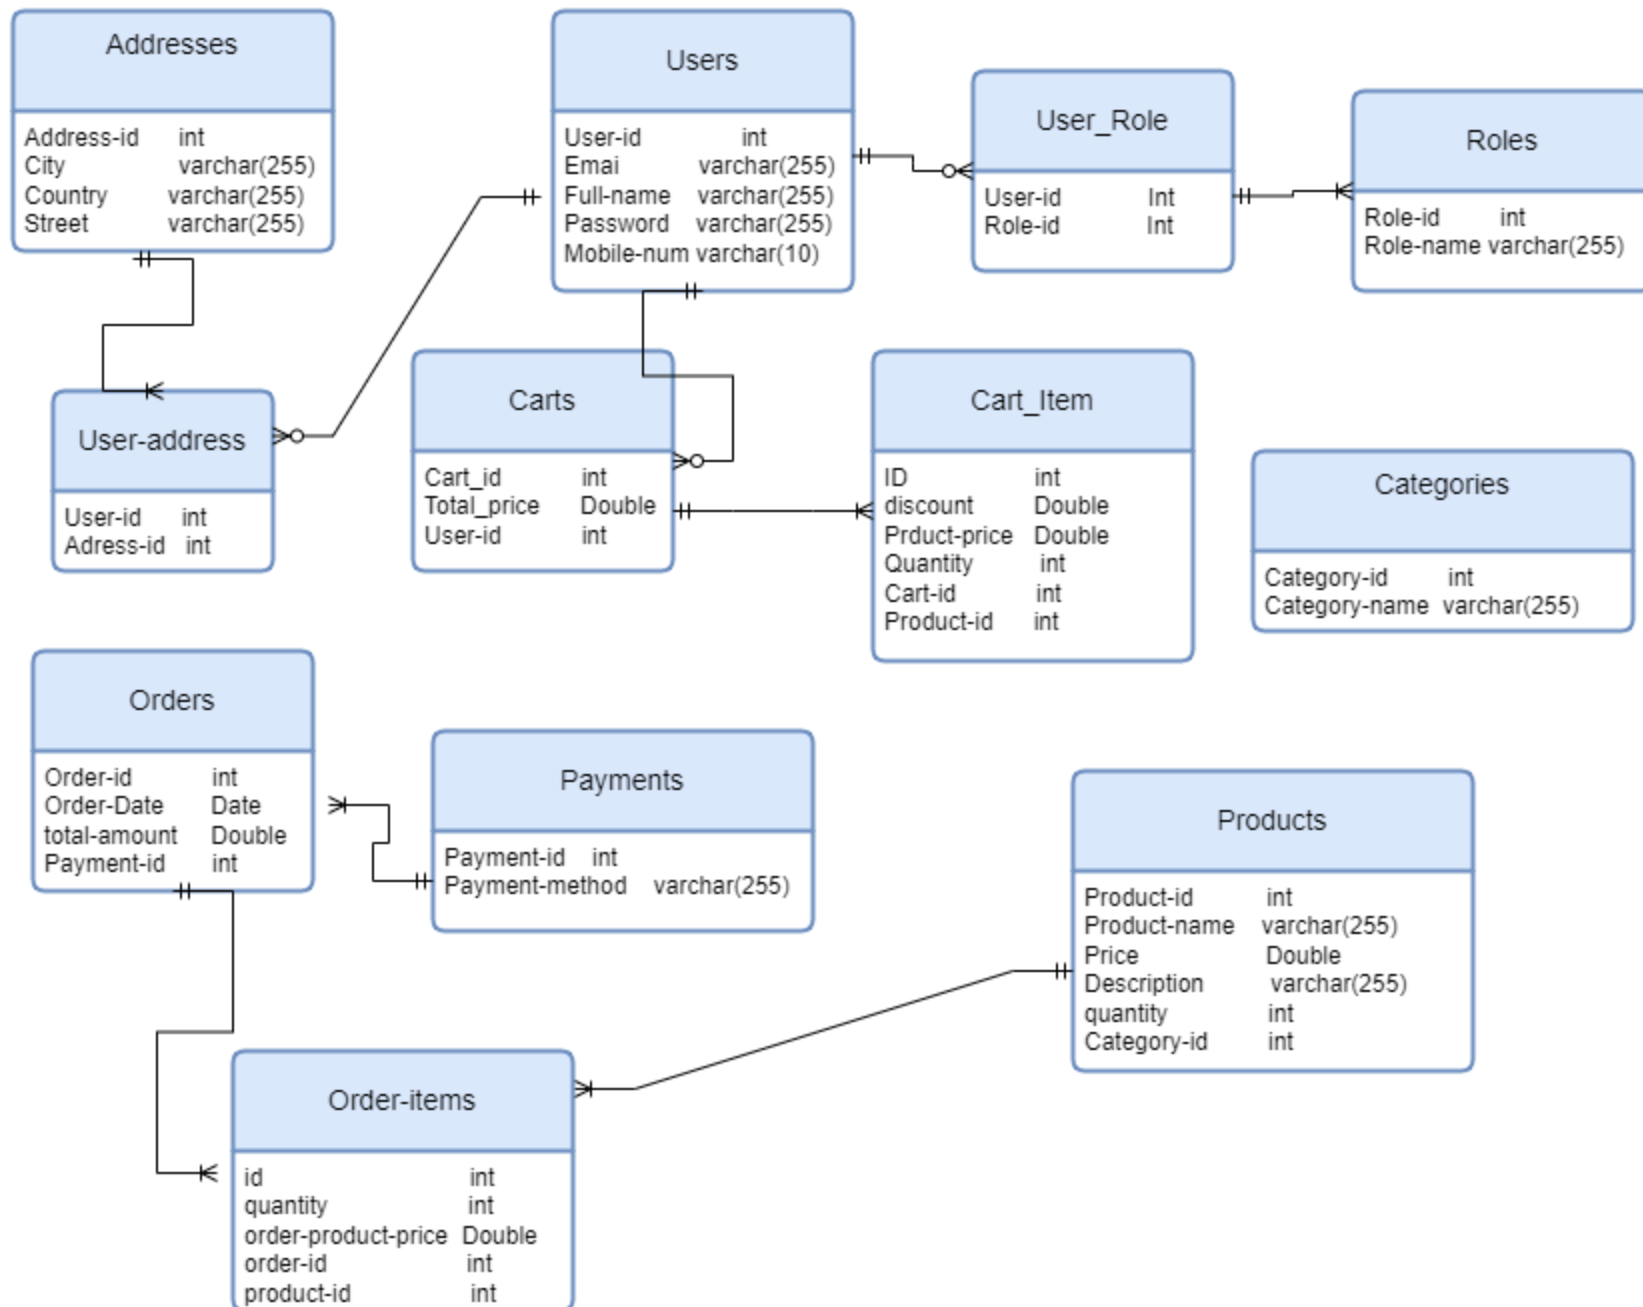 Addresses
Address-id int
City varchar(255)
Country varchar(255)
Street varchar(255)
Users
User-id int
Emai varchar(255)
Full-name varchar(255)
Password varchar(255)
Mobile-num varchar(10)
User_Role
User-id Int
Role-id Int
Roles
Role-id int
Role-name varchar(255)
User-address
User-id int
Adress-id int
Carts
Cart_id int
Total_price Double
User-id int
Cart_Item
ID int
discount Double
Prduct-price Double
Quantity int
Cart-id int
Product-id int
Categories
Category-id int
Category-name varchar(255)
Orders
Order-id int
Order-Date Date
total-amount Double
Payment-id int
Payments
Payment-id int
Payment-method varchar(255)
Products
Product-id int
Product-name varchar(255)
Price Double
Description varchar(255)
quantity int
Category-id int
Order-items
id int
quantity int
order-product-price Double
order-id int
product-id int